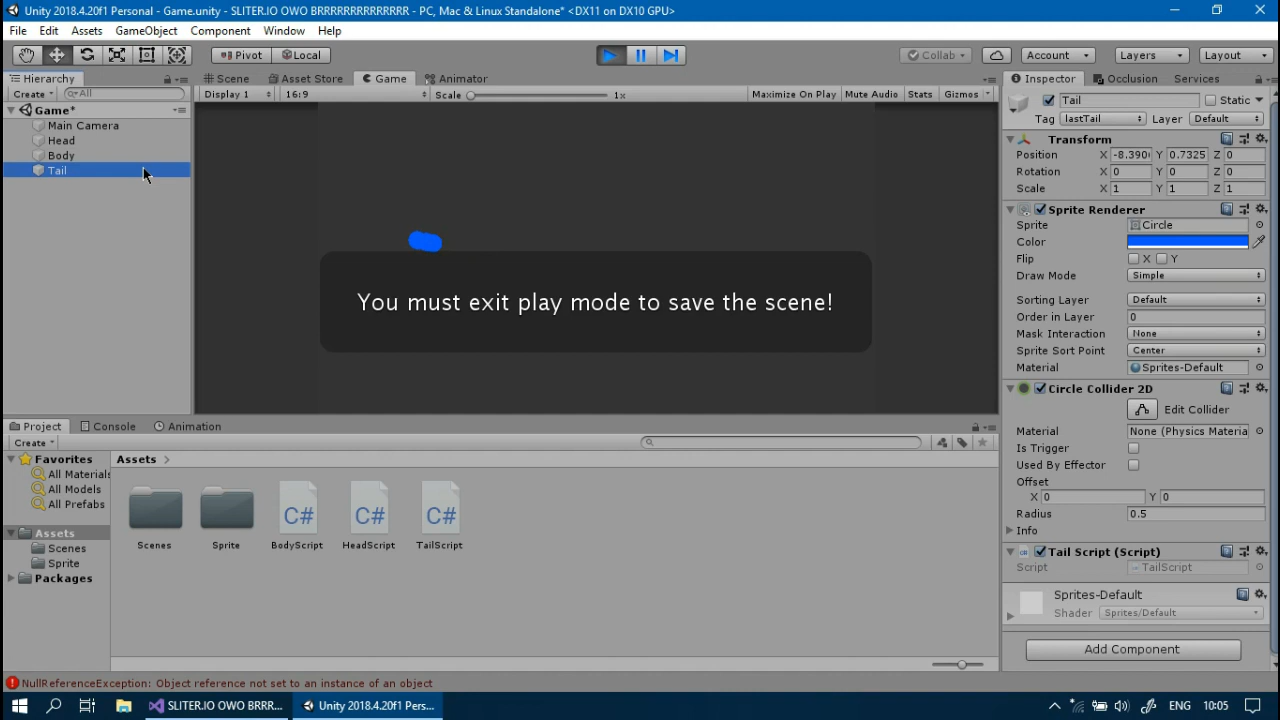 Unity 2018.4.20f1 Personal - Game.unity - SLITER.IO OWO BRRRRRRRRRRRRRR - PC, Mac & Linux Standalone* <DX11 on DX10 GPU>
File Edit Assets GameObject Component Window Help
Pivot Local Collab Account Layers Layout
Hierarchy Scene Asset Store Game Animator Inspector Occlusion Services
Create All Display 1 16:9 Scale 1x Maximize On Play Mute Audio Stats Gizmos Tail Static
Game*
Main Camera
Head
Body
Tail
Tag lastTail Layer Default
Transform
Position X -8.390 Y 0.7325 Z 0
Rotation X 0 Y 0 Z 0
Scale X 1 Y 1 Z 1
Sprite Renderer
Sprite Circle
Color
Flip X Y
Draw Mode Simple
Sorting Layer Default
Order in Layer 0
Mask Interaction None
Sprite Sort Point Center
Material Sprites-Default
You must exit play mode to save the scene!
Circle Collider 2D
Edit Collider
Material None (Physics Materia
Is Trigger
Used By Effector
Offset
X 0 Y 0
Radius 0.5
Info
Tail Script (Script)
Script TailScript
Sprites-Default
Shader Sprites/Default
Add Component
Project Console Animation
Create
Favorites
All Materials
All Models
All Prefabs
Assets
Scenes
Sprite
Packages
Assets
C# C# C#
Scenes Sprite BodyScript HeadScript TailScript
NullReferenceException: Object reference not set to an instance of an object
SLITER.IO OWO BRR... Unity 2018.4.20f1 Pers... ENG 10:05